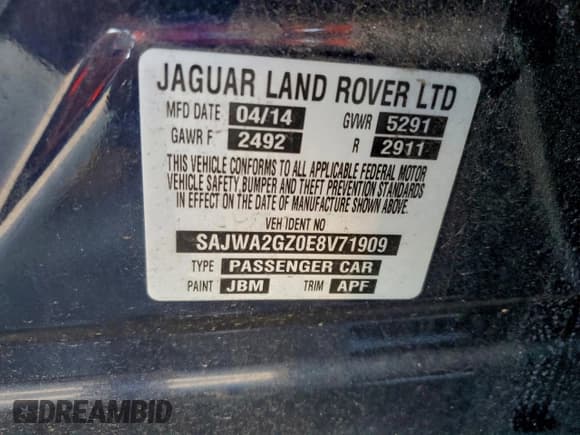 JAGUAR LAND ROVER LTD
MFD DATE 04/14 GVWR 5291
GAWR F 2492 R 2911
THIS VEHICLE CONFORMS TO ALL APPLICABLE FEDERAL MOTOR
VEHICLE SAFETY, BUMPER AND THEFT PREVENTION STANDARDS
IN EFFECT ON THE DATE OF MANUFACTURE SHOWN ABOVE.
VEH IDENT NO
SAJWA2GZ0E8V71909
TYPE PASSENGER CAR
PAINT JBM TRIM APF
DREAMBID